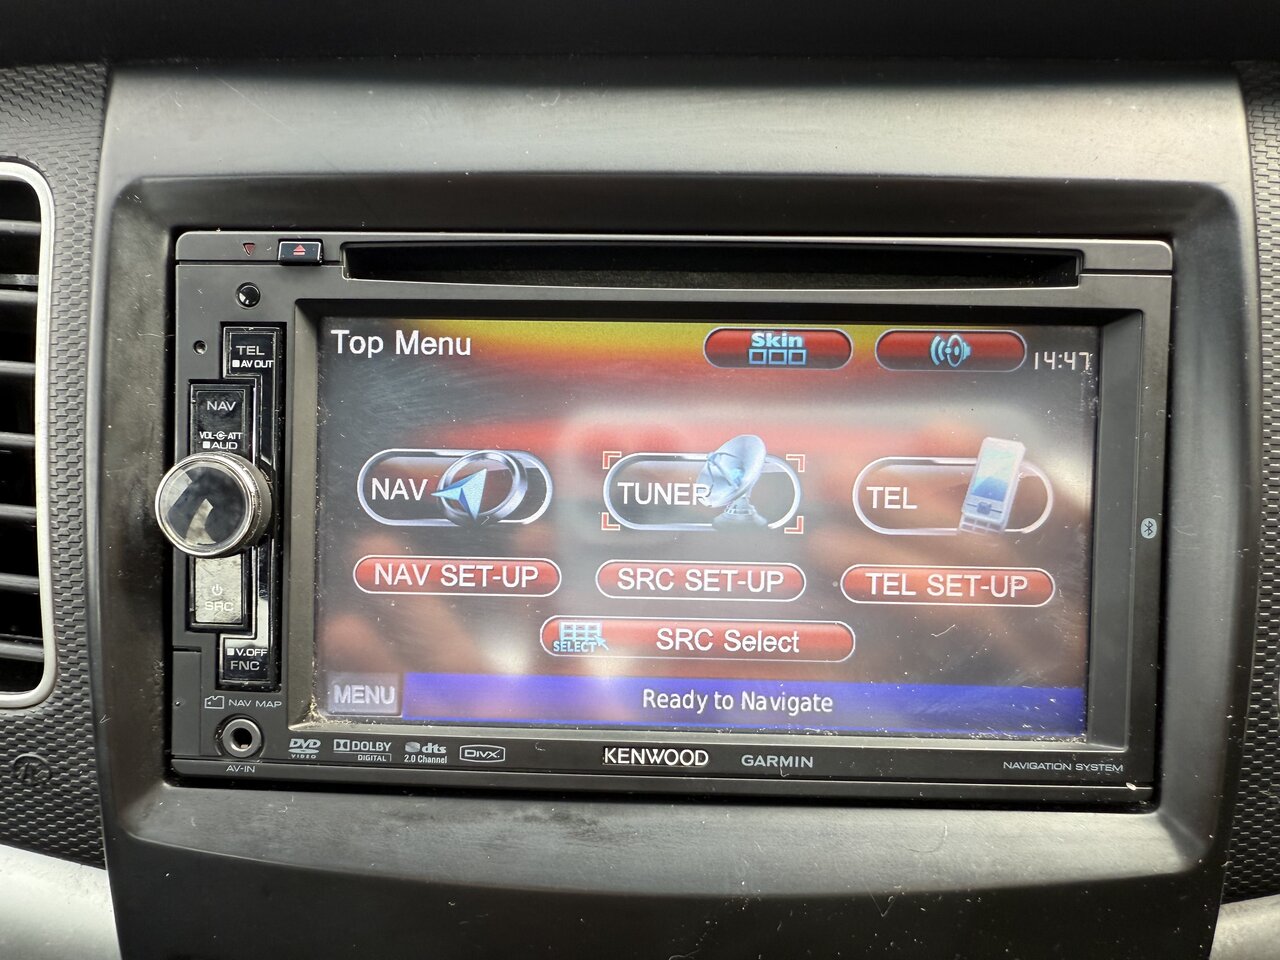 TEL
AV OUT
NAV
VOL ATT
AUD
SRC
V.OFF
FNC
NAV MAP
AV-IN
Top Menu
Skin
14:47
NAV
TUNER
TEL
NAV SET-UP
SRC SET-UP
TEL SET-UP
SELECT
SRC Select
MENU
Ready to Navigate
DVD
VIDEO
DOLBY
DIGITAL
dts
2.0 Channel
DIVX
KENWOOD
GARMIN
NAVIGATION SYSTEM